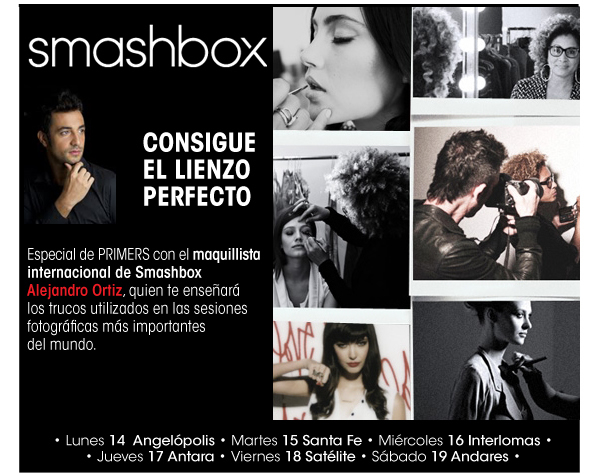 smashbox
CONSIGUE
EL LIENZO
PERFECTO
Especial de PRIMERS con el maquillista
internacional de Smashbox
Alejandro Ortiz, quien te enseñará
los trucos utilizados en las sesiones
fotográficas más importantes
del mundo.
• Lunes 14 Angelópolis • Martes 15 Santa Fe • Miércoles 16 Interlomas •
• Jueves 17 Antara • Viernes 18 Satélite • Sábado 19 Andares •